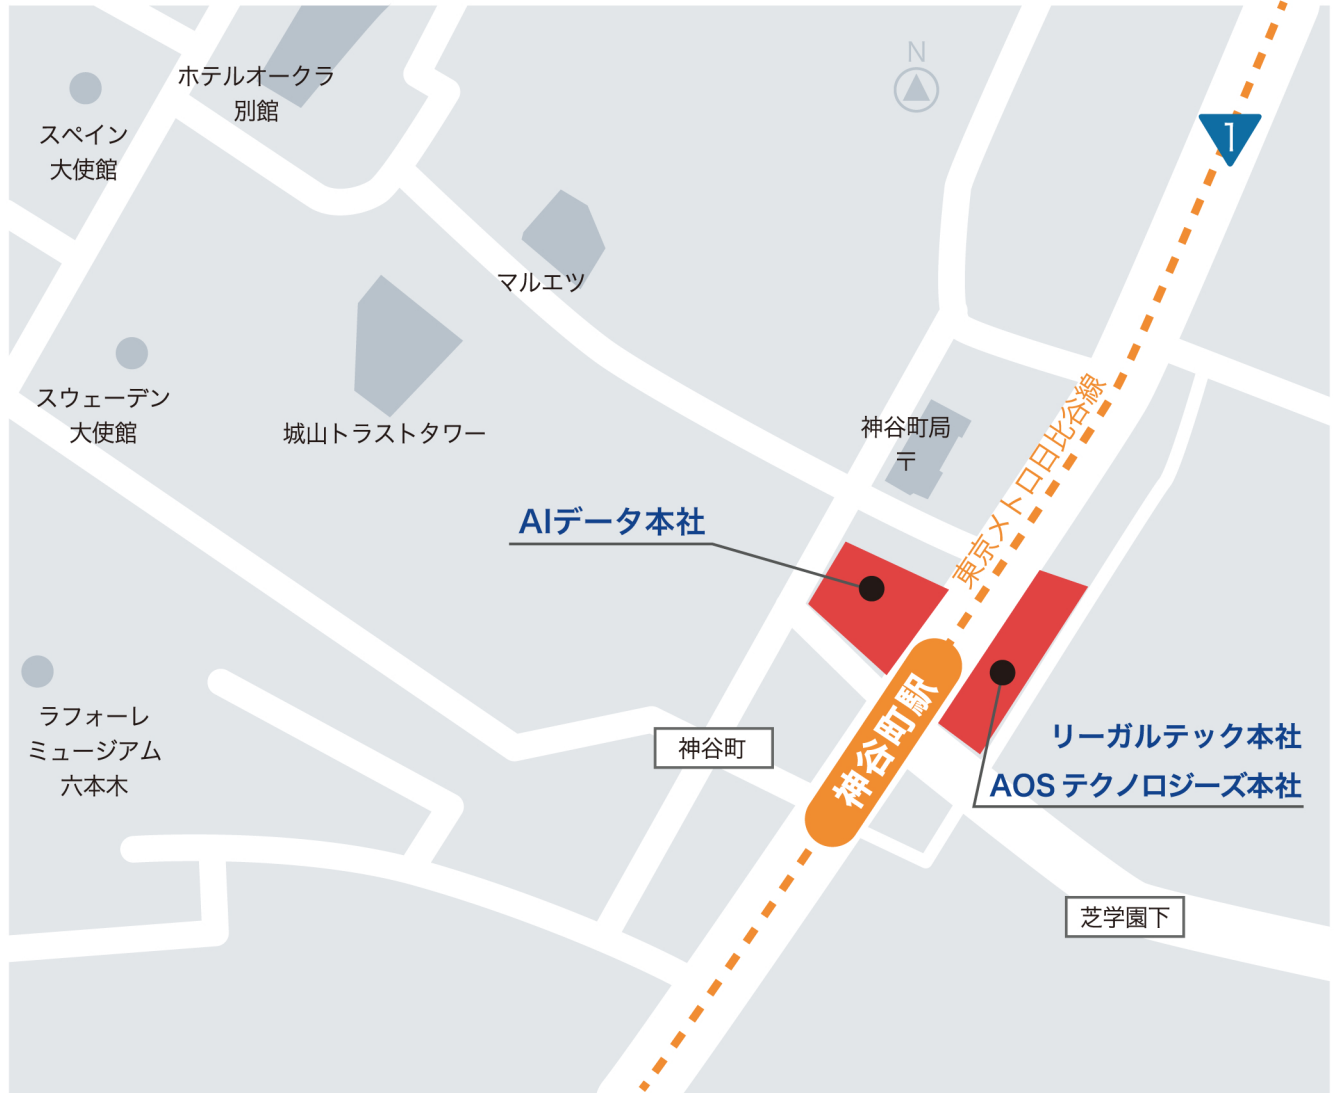 N
ホテルオークラ
別館
スペイン
大使館
1
マルエツ
スウェーデン
大使館
城山トラストタワー
神谷町局
〒
東京メトロ日比谷線
AIデータ本社
神谷町駅
ラフォーレ
ミュージアム
六本木
神谷町
リーガルテック本社
AOS テクノロジーズ本社
芝学園下